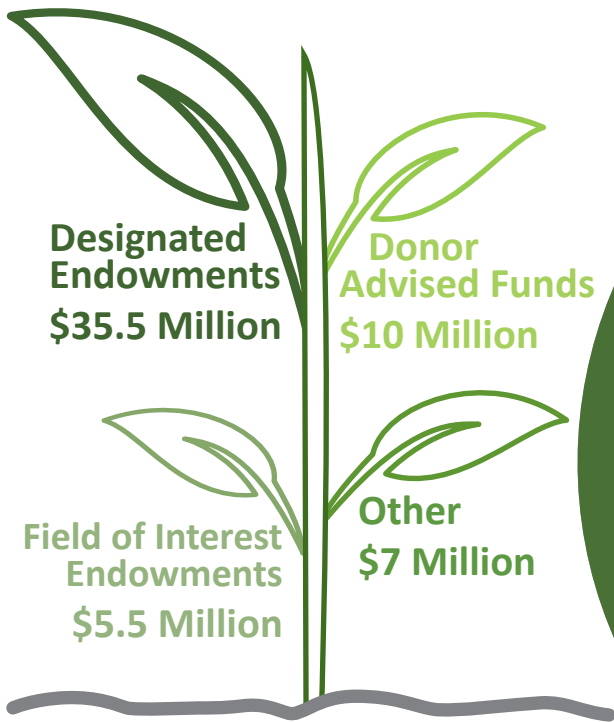 Designated
Endowments
$35.5 Million
Donor
Advised Funds
$10 Million
Field of Interest
Endowments
$5.5 Million
Other
$7 Million